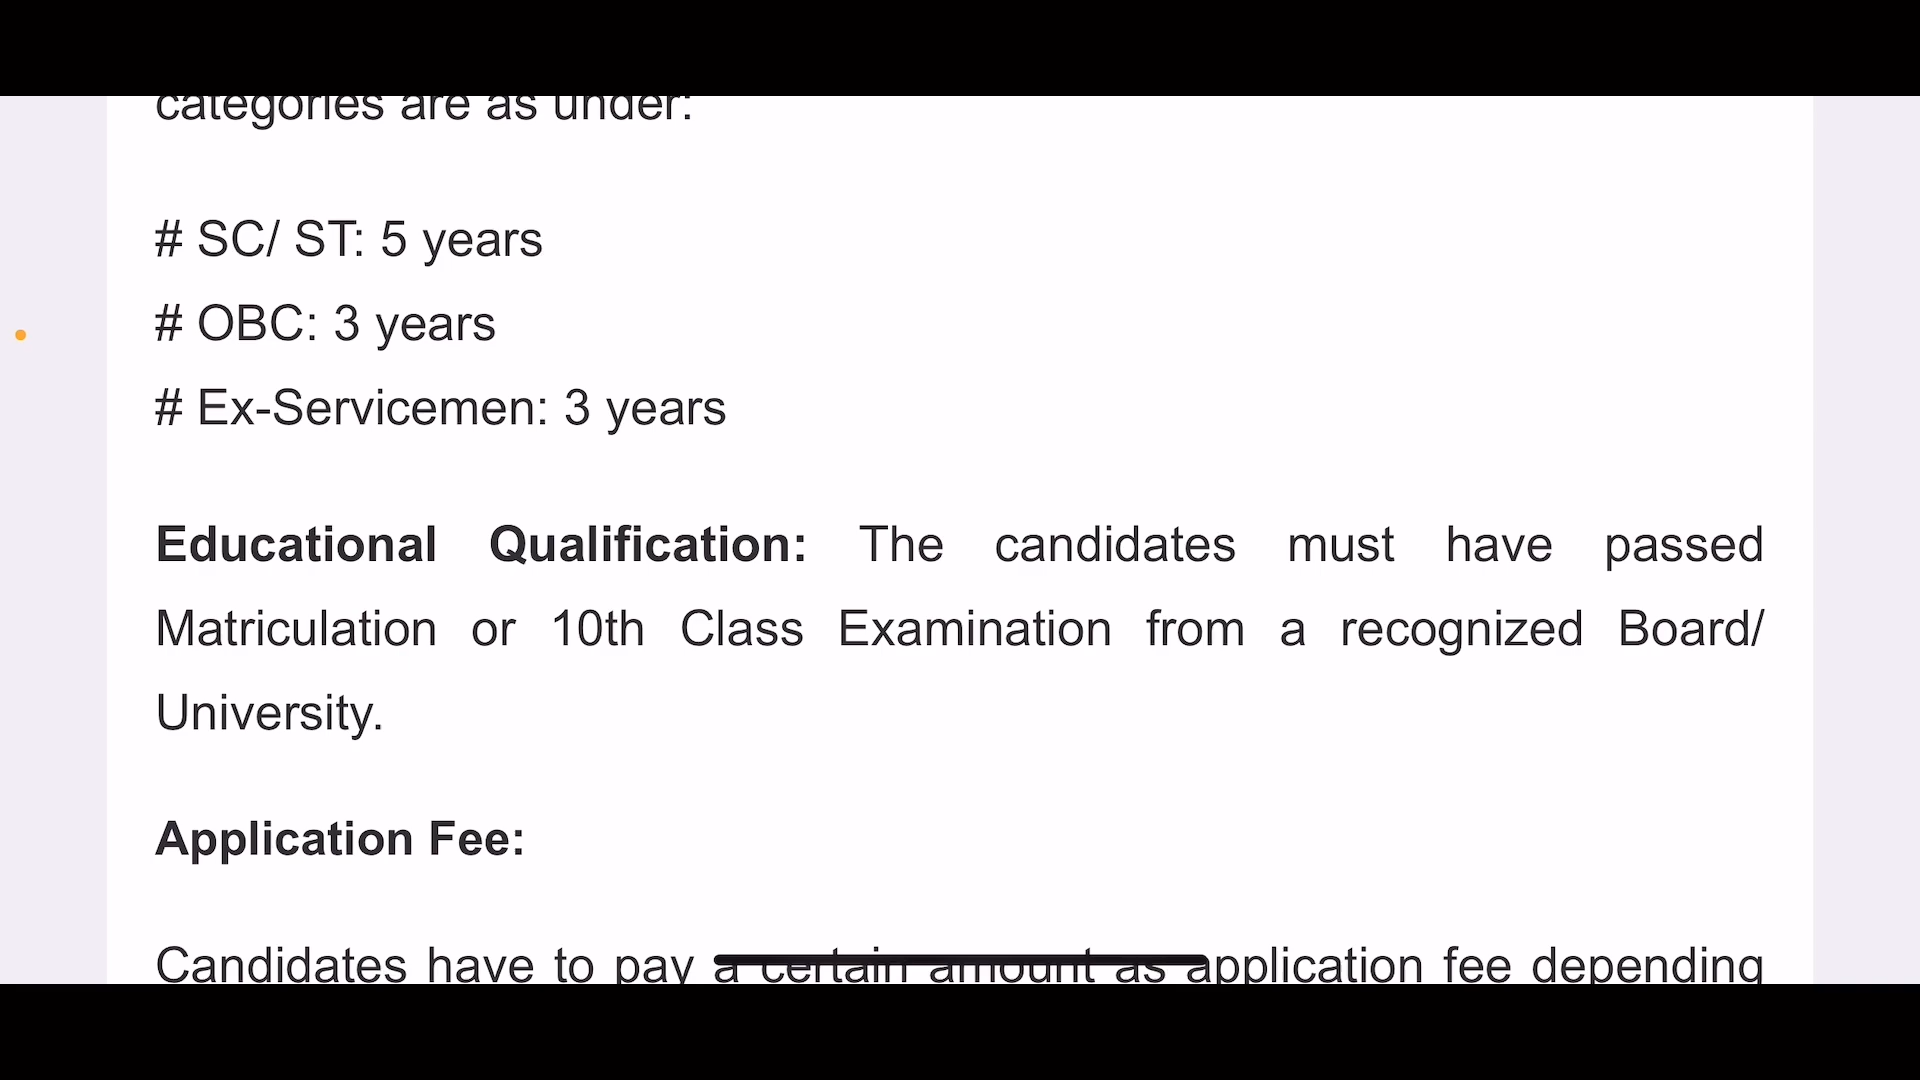 categories are as under:
# SC/ ST: 5 years
# OBC: 3 years
# Ex-Servicemen: 3 years
Educational Qualification: The candidates must have passed
Matriculation or 10th Class Examination from a recognized Board/
University.
Application Fee:
Candidates have to pay a certain amount as application fee depending